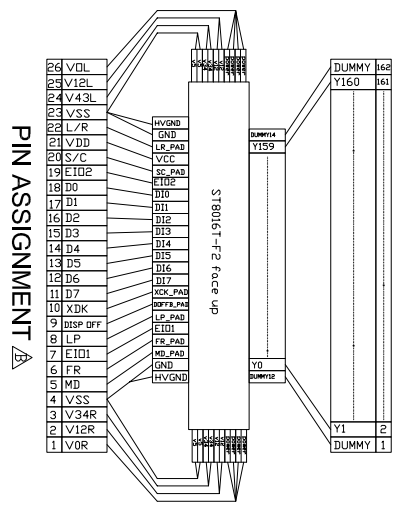 PIN ASSIGNMENT B
26 VOL
25 V12L
24 V43L
23 VSS
22 L/R
21 VDD
20 S/C
19 EIO2
18 D0
17 D1
16 D2
15 D3
14 D4
13 D5
12 D6
11 D7
10 XDK
9 DISP OFF
8 LP
7 EIO1
6 FR
5 MD
4 VSS
3 V34R
2 V12R
1 V0R
HVGND
GND
LR_PAD
VCC
SC_PAD
EIO2
DI0
DI1
DI2
DI3
DI4
DI5
DI6
DI7
XCK_PAD
DOFFB_PAD
LP_PAD
EIO1
FR_PAD
MD_PAD
GND
HVGND
ST8016T-F2 face up
DUMMY14
Y159
Y0
DUMMY12
DUMMY 162
Y160 161
Y1 2
DUMMY 1